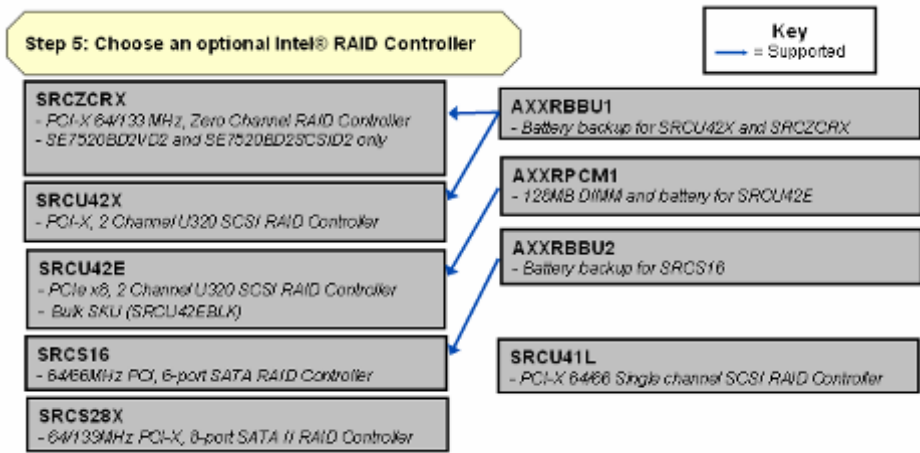 Step 5: Choose an optional Intel® RAID Controller
Key
= Supported
SRCZCRX
- PCI-X 64/133 MHz, Zero Channel RAID Controller
- SE7520BD2VD2 and SE7520BD2SCSID2 only
SRCU42X
- PCI-X, 2 Channel U320 SCSI RAID Controller
SRCU42E
- PCIe x8, 2 Channel U320 SCSI RAID Controller
- Bulk SKU (SRCU42EBLK)
SRCS16
- 64/66MHz PCI, 6-port SATA RAID Controller
SRCS28X
- 64/133MHz PCI-X, 8-port SATA II RAID Controller
AXXRBBU1
- Battery backup for SRCU42X and SRCZCRX
AXXRPCM1
- 128MB DIMM and battery for SRCU42E
AXXRBBU2
- Battery backup for SRCS16
SRCU41L
- PCI-X 64/66 Single channel SCSI RAID Controller